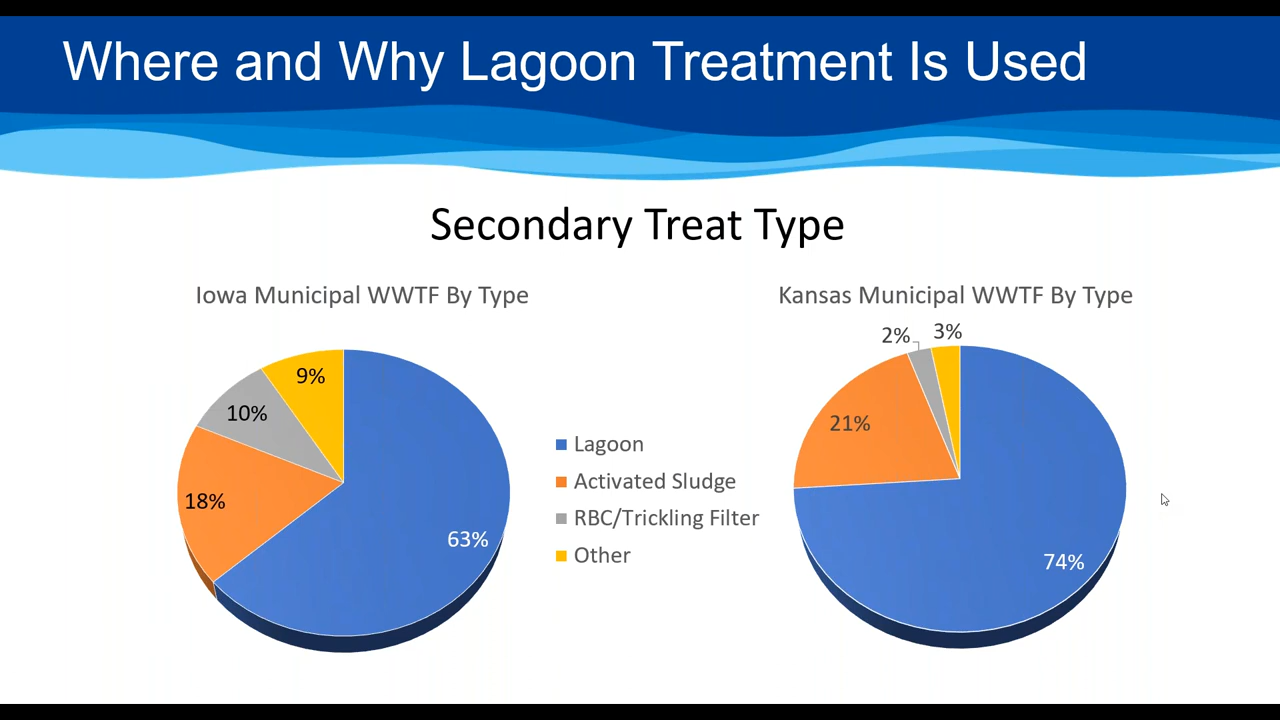 Where and Why Lagoon Treatment Is Used
Secondary Treat Type
Iowa Municipal WWTF By Type
9%
10%
18%
63%
Lagoon
Activated Sludge
RBC/Trickling Filter
Other
Kansas Municipal WWTF By Type
2%
3%
21%
74%